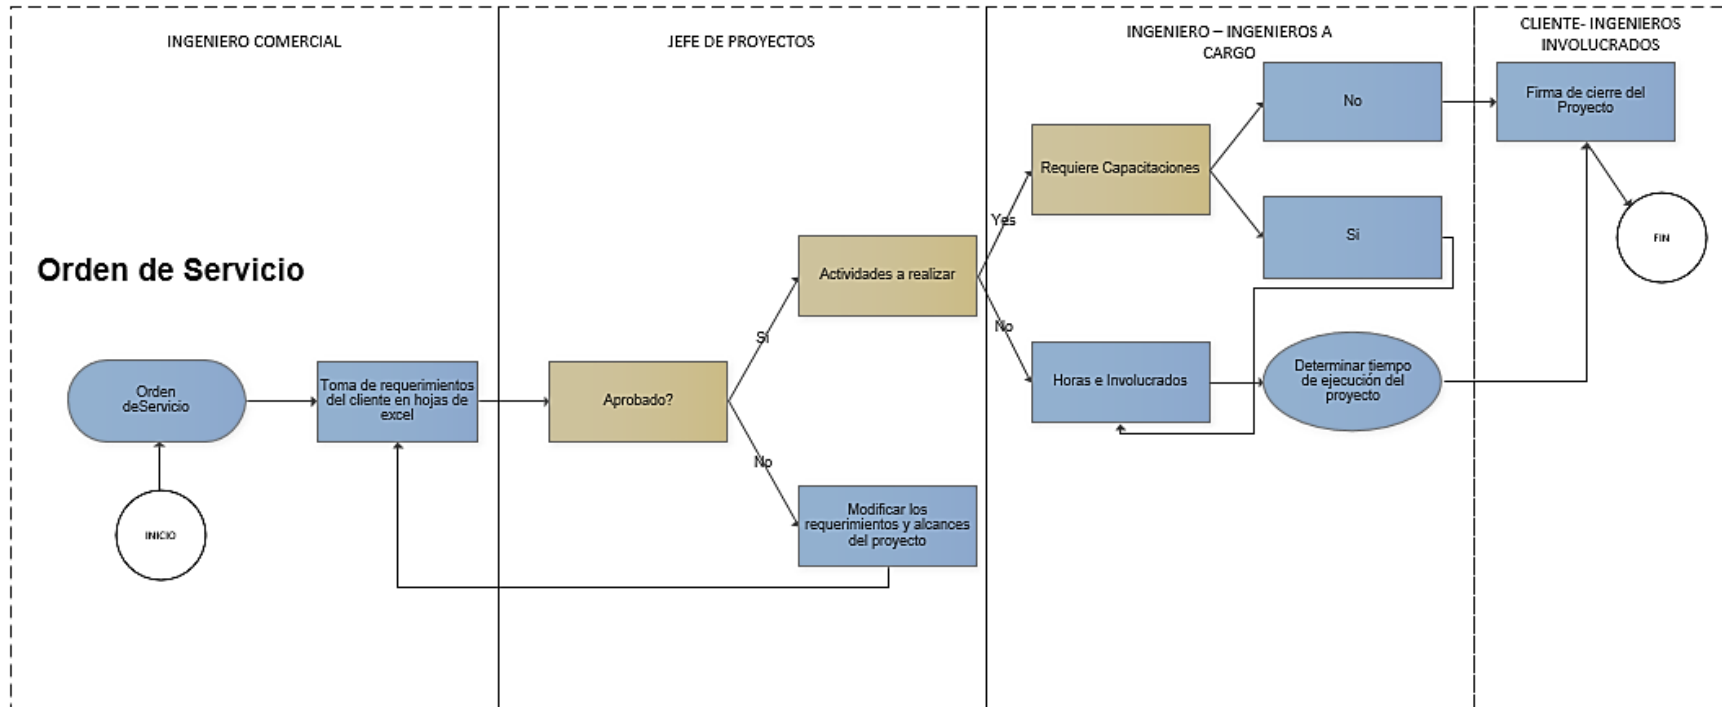 INGENIERO COMERCIAL
JEFE DE PROYECTOS
INGENIERO – INGENIEROS A
CARGO
CLIENTE- INGENIEROS
INVOLUCRADOS
Orden de Servicio
INICIO
Orden
deServicio
Toma de requerimientos
del cliente en hojas de
excel
Aprobado?
Si
No
Actividades a realizar
Modificar los
requerimientos y alcances
del proyecto
Yes
No
Requiere Capacitaciones
No
Si
Horas e Involucrados
Determinar tiempo
de ejecución del
proyecto
Firma de cierre del
Proyecto
FIN